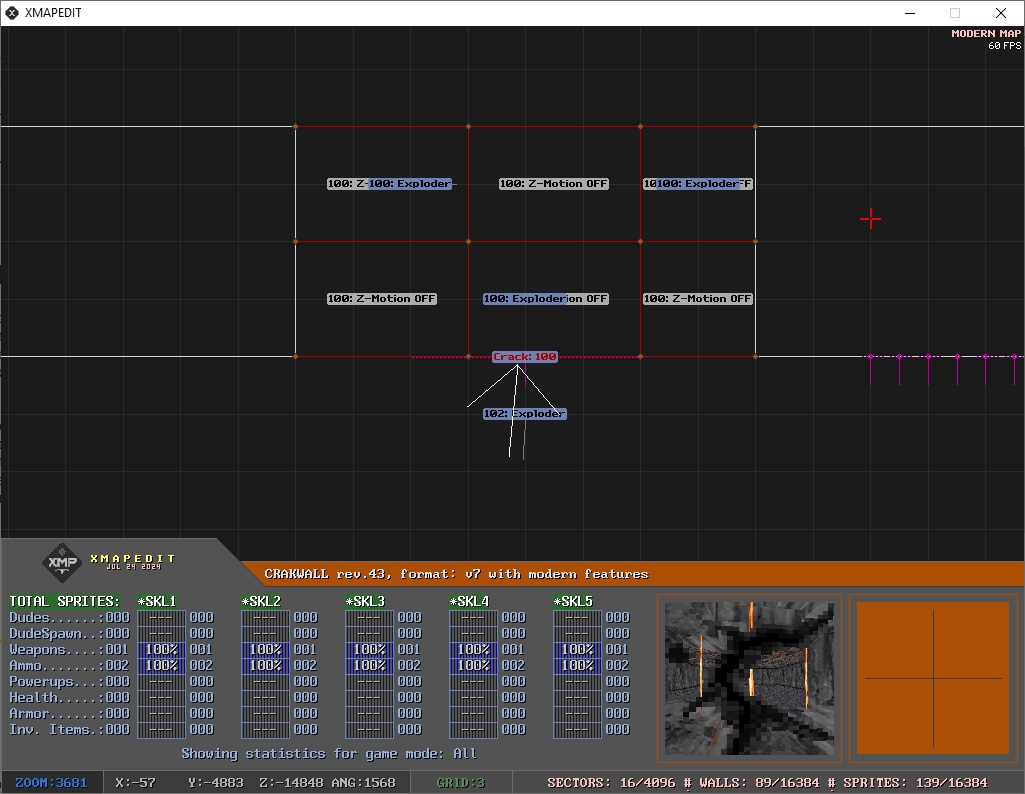 XMAPEDIT
MODERN MAP
60 FPS
100: Z- 100: Exploder
100: Z-Motion OFF
10 100: Exploder FF
100: Z-Motion OFF
100: Exploder ion OFF
100: Z-Motion OFF
Crack: 100
102: Exploder
XMP
XMAPEDIT
JUL 24 2024
CRAKWALL rev.43, format: v7 with modern features
TOTAL SPRITES: *SKL1 *SKL2 *SKL3 *SKL4 *SKL5
Dudes......:000 --- 000 --- 000 --- 000 --- 000 --- 000
DudeSpawn..:000 --- 000 --- 000 --- 000 --- 000 --- 000
Weapons....:001 100% 001 100% 001 100% 001 100% 001 100% 001
Ammo.......:002 100% 002 100% 002 100% 002 100% 002 100% 002
Powerups...:000 --- 000 --- 000 --- 000 --- 000 --- 000
Health.....:000 --- 000 --- 000 --- 000 --- 000 --- 000
Armor......:000 --- 000 --- 000 --- 000 --- 000 --- 000
Inv. Items.:000 --- 000 --- 000 --- 000 --- 000 --- 000
Showing statistics for game mode: All
ZOOM:3681 X:-57 Y:-4883 Z:-14848 ANG:1568 GRID:3 SECTORS: 16/4096 # WALLS: 89/16384 # SPRITES: 139/16384